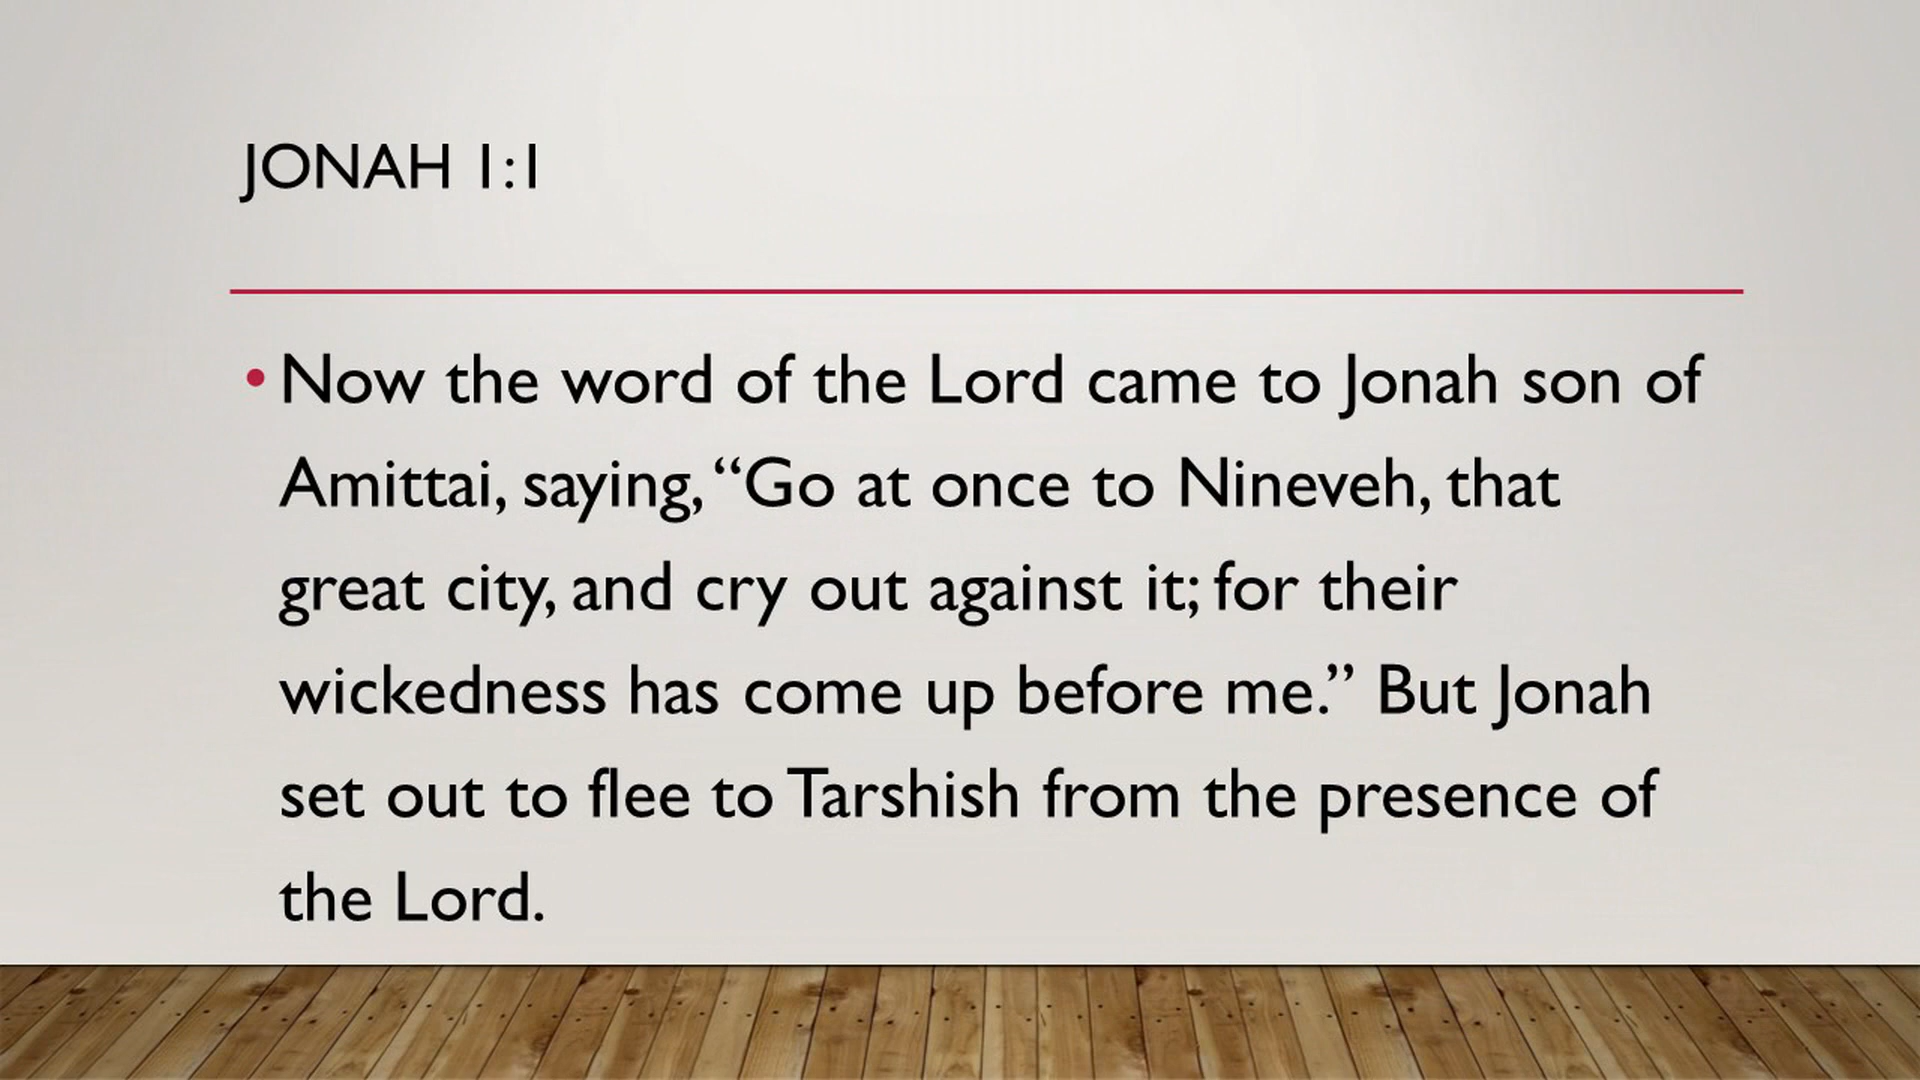 JONAH 1:1
• Now the word of the Lord came to Jonah son of
Amittai, saying, “Go at once to Nineveh, that
great city, and cry out against it; for their
wickedness has come up before me.” But Jonah
set out to flee to Tarshish from the presence of
the Lord.